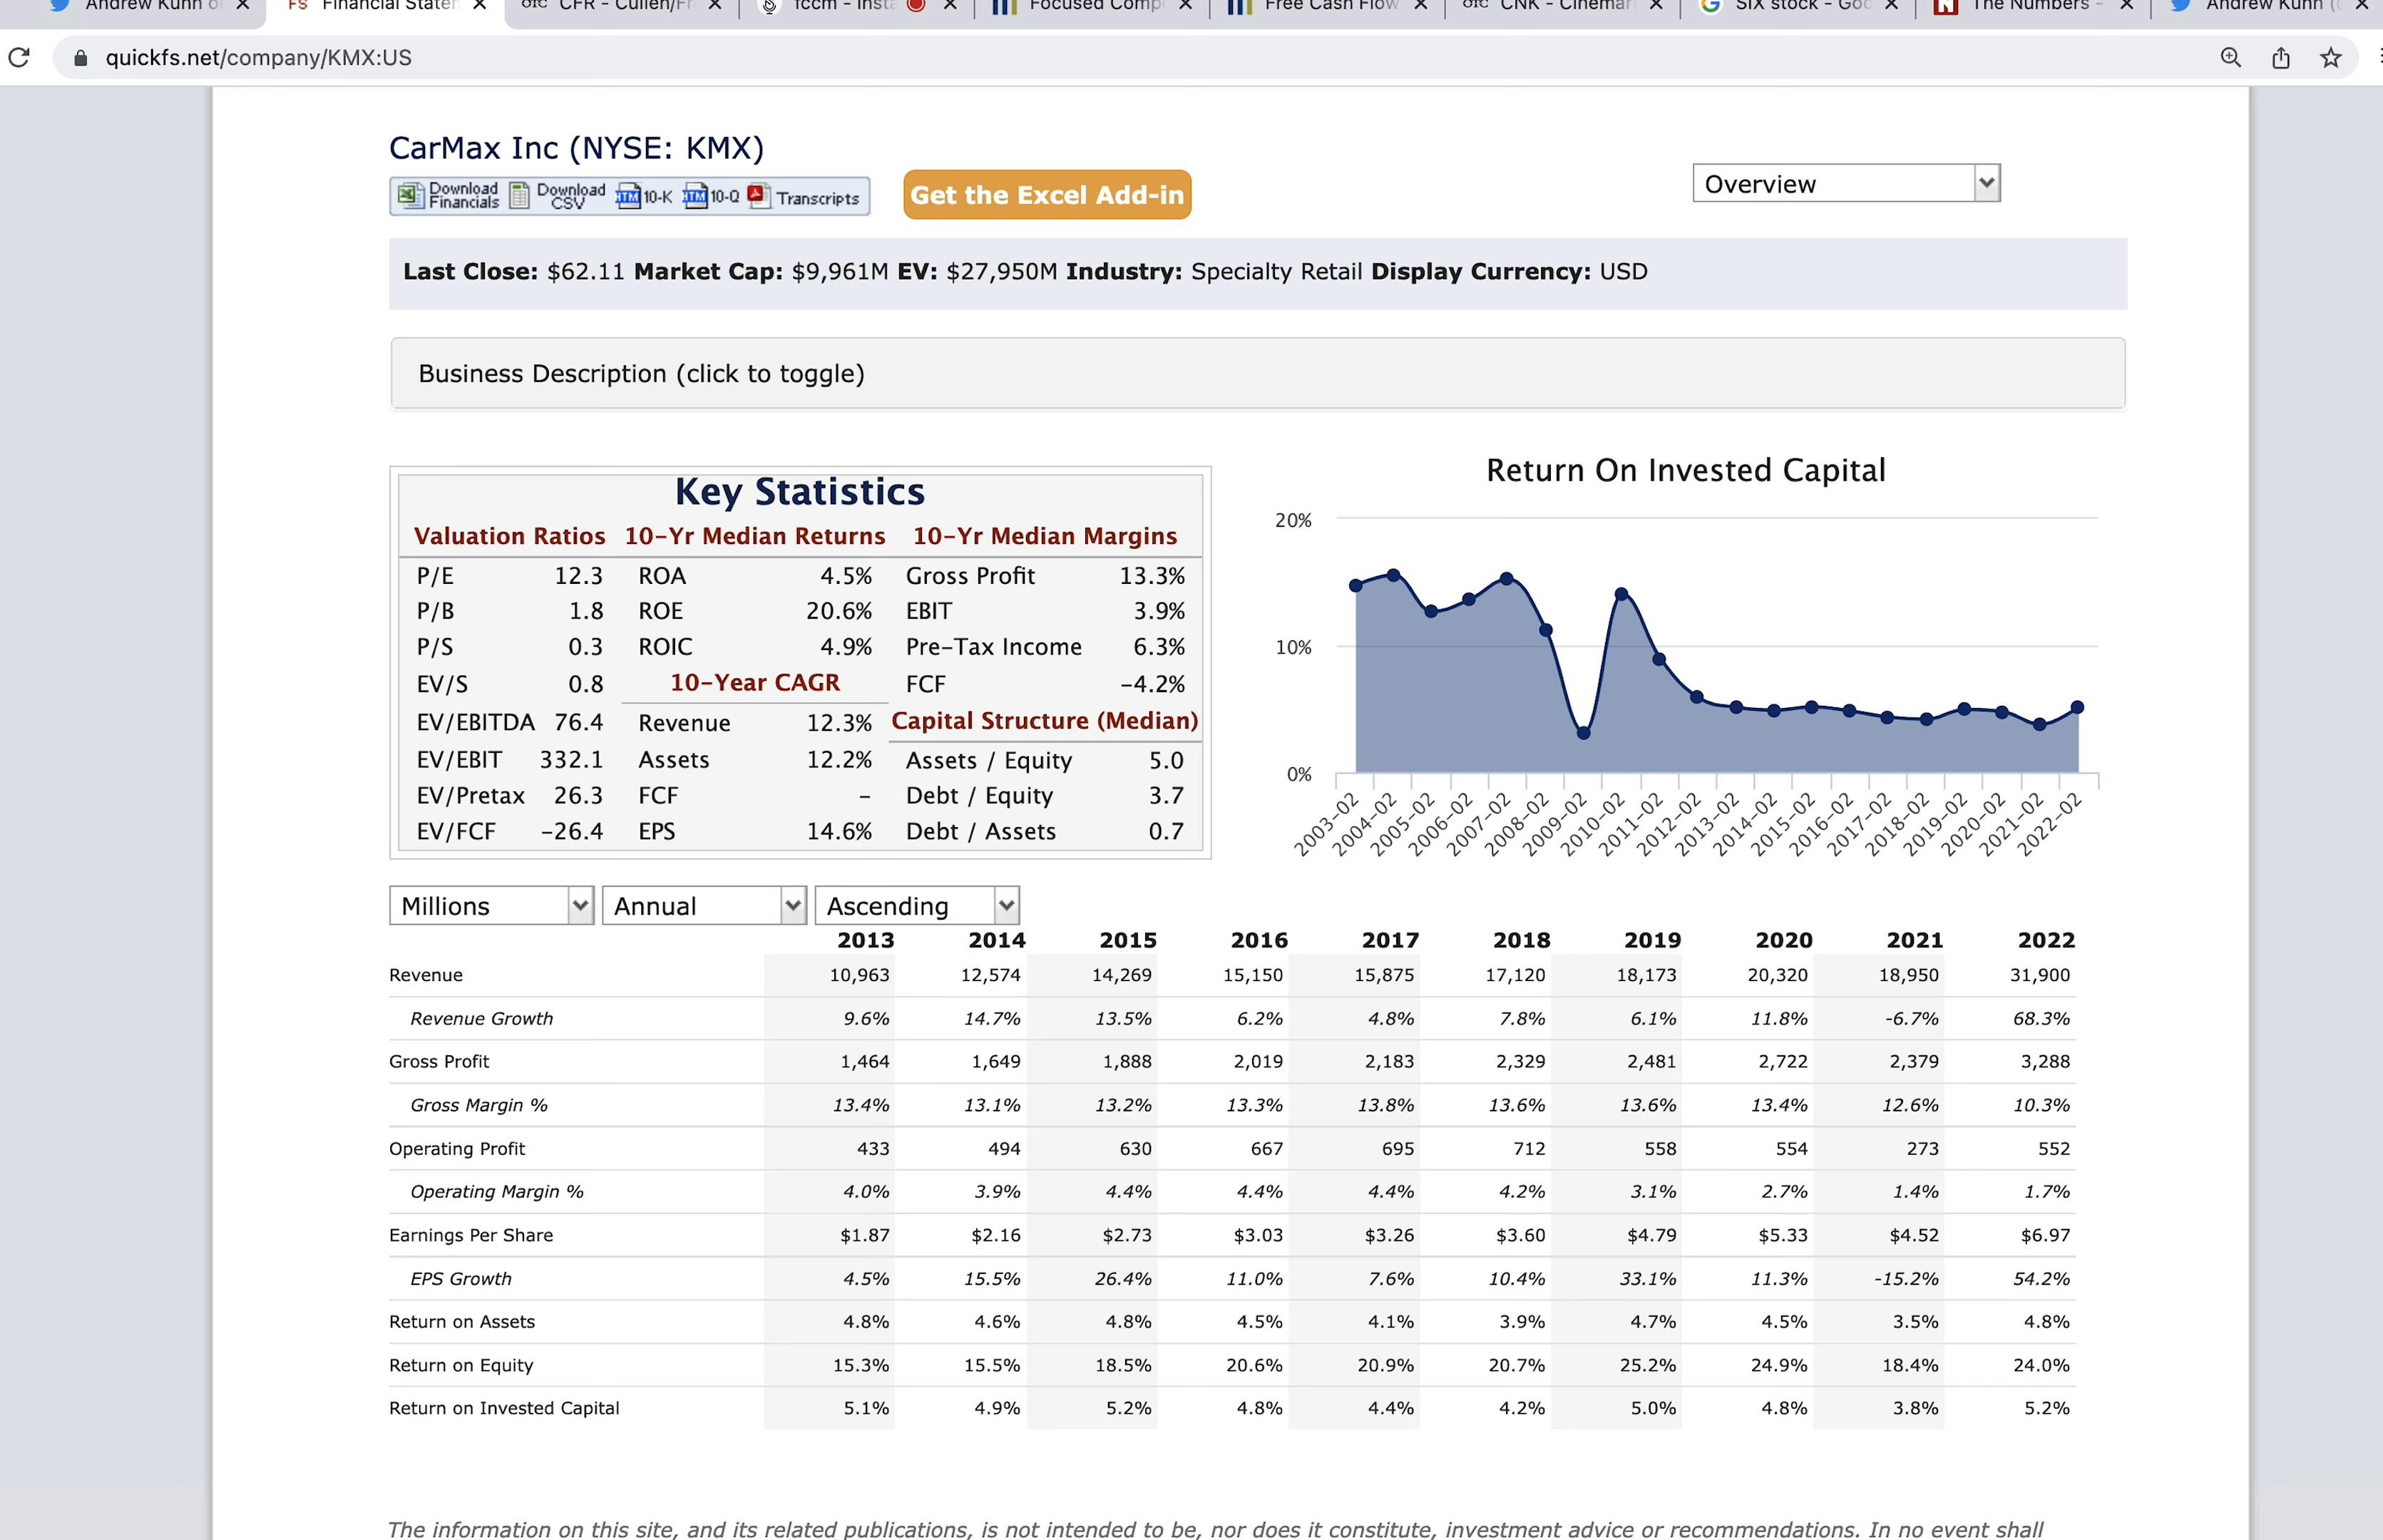 Andrew Kuhn o
Financial Stater
CFR - Cullen/Fr
fccm - Insta
Focused Comp
Free Cash Flow
CNK - Cinemar
SIX stock - Goo
The Numbers -
Andrew Kuhn (
quickfs.net/company/KMX:US
CarMax Inc (NYSE: KMX)
Download Financials Download CSV 10-K 10-Q Transcripts
Get the Excel Add-in
Overview
Last Close: $62.11 Market Cap: $9,961M EV: $27,950M Industry: Specialty Retail Display Currency: USD
Business Description (click to toggle)
Key Statistics
Valuation Ratios 10-Yr Median Returns 10-Yr Median Margins
P/E 12.3 ROA 4.5% Gross Profit 13.3%
P/B 1.8 ROE 20.6% EBIT 3.9%
P/S 0.3 ROIC 4.9% Pre-Tax Income 6.3%
EV/S 0.8 10-Year CAGR FCF -4.2%
EV/EBITDA 76.4 Revenue 12.3% Capital Structure (Median)
EV/EBIT 332.1 Assets 12.2% Assets / Equity 5.0
EV/Pretax 26.3 FCF - Debt / Equity 3.7
EV/FCF -26.4 EPS 14.6% Debt / Assets 0.7
Return On Invested Capital
20%
10%
0%
2003-02 2004-02 2005-02 2006-02 2007-02 2008-02 2009-02 2010-02 2011-02 2012-02 2013-02 2014-02 2015-02 2016-02 2017-02 2018-02 2019-02 2020-02 2021-02 2022-02
Millions Annual Ascending
2013 2014 2015 2016 2017 2018 2019 2020 2021 2022
Revenue 10,963 12,574 14,269 15,150 15,875 17,120 18,173 20,320 18,950 31,900
Revenue Growth 9.6% 14.7% 13.5% 6.2% 4.8% 7.8% 6.1% 11.8% -6.7% 68.3%
Gross Profit 1,464 1,649 1,888 2,019 2,183 2,329 2,481 2,722 2,379 3,288
Gross Margin % 13.4% 13.1% 13.2% 13.3% 13.8% 13.6% 13.6% 13.4% 12.6% 10.3%
Operating Profit 433 494 630 667 695 712 558 554 273 552
Operating Margin % 4.0% 3.9% 4.4% 4.4% 4.4% 4.2% 3.1% 2.7% 1.4% 1.7%
Earnings Per Share $1.87 $2.16 $2.73 $3.03 $3.26 $3.60 $4.79 $5.33 $4.52 $6.97
EPS Growth 4.5% 15.5% 26.4% 11.0% 7.6% 10.4% 33.1% 11.3% -15.2% 54.2%
Return on Assets 4.8% 4.6% 4.8% 4.5% 4.1% 3.9% 4.7% 4.5% 3.5% 4.8%
Return on Equity 15.3% 15.5% 18.5% 20.6% 20.9% 20.7% 25.2% 24.9% 18.4% 24.0%
Return on Invested Capital 5.1% 4.9% 5.2% 4.8% 4.4% 4.2% 5.0% 4.8% 3.8% 5.2%
The information on this site, and its related publications, is not intended to be, nor does it constitute, investment advice or recommendations. In no event shall